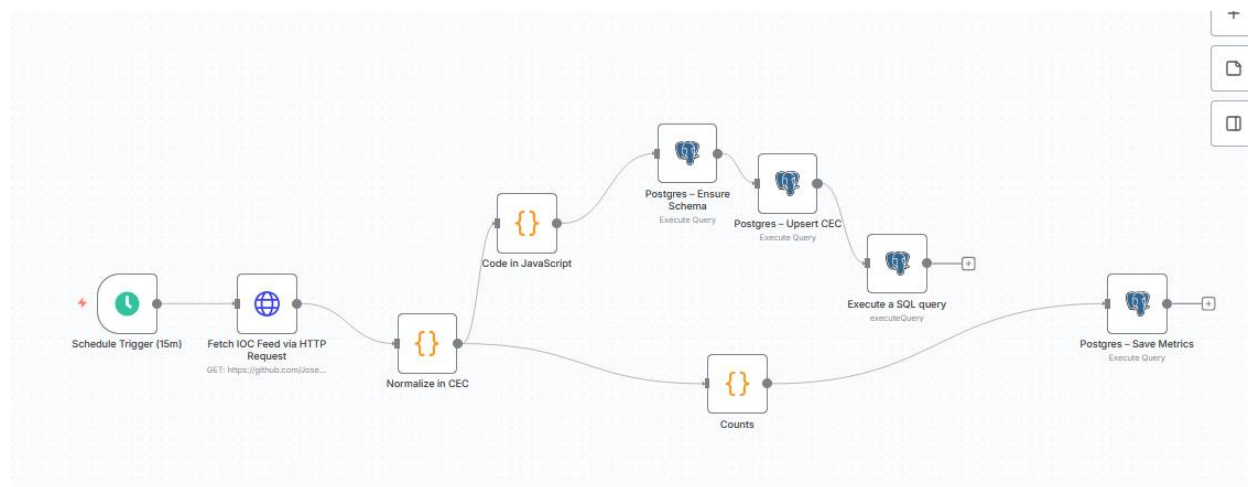 Postgres – Ensure
Schema
Execute Query
Postgres – Upsert CEC
Execute Query
Code in JavaScript
Execute a SQL query
executeQuery
Schedule Trigger (15m)
Fetch IOC Feed via HTTP
Request
GET: https://github.com/Jose...
Normalize in CEC
Postgres – Save Metrics
Execute Query
Counts